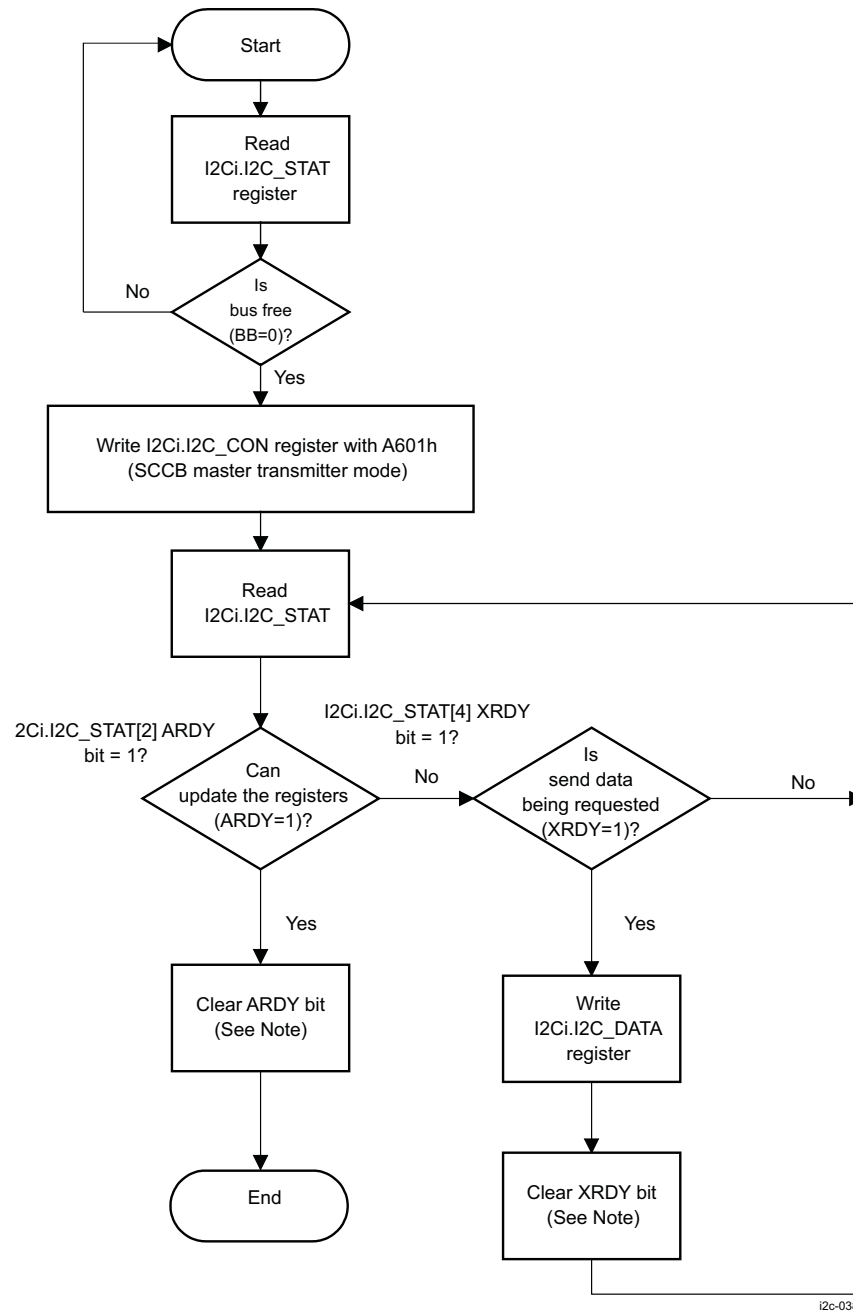 Start
Read
I2Ci.I2C_STAT
register
Is
bus free
(BB=0)?
No
Yes
Write I2Ci.I2C_CON register with A601h
(SCCB master transmitter mode)
Read
I2Ci.I2C_STAT
2Ci.I2C_STAT[2] ARDY
bit = 1?
Can
update the registers
(ARDY=1)?
No
I2Ci.I2C_STAT[4] XRDY
bit = 1?
Is
send data
being requested
(XRDY=1)?
No
Yes
Yes
Clear ARDY bit
(See Note)
Write
I2Ci.I2C_DATA
register
End
Clear XRDY bit
(See Note)